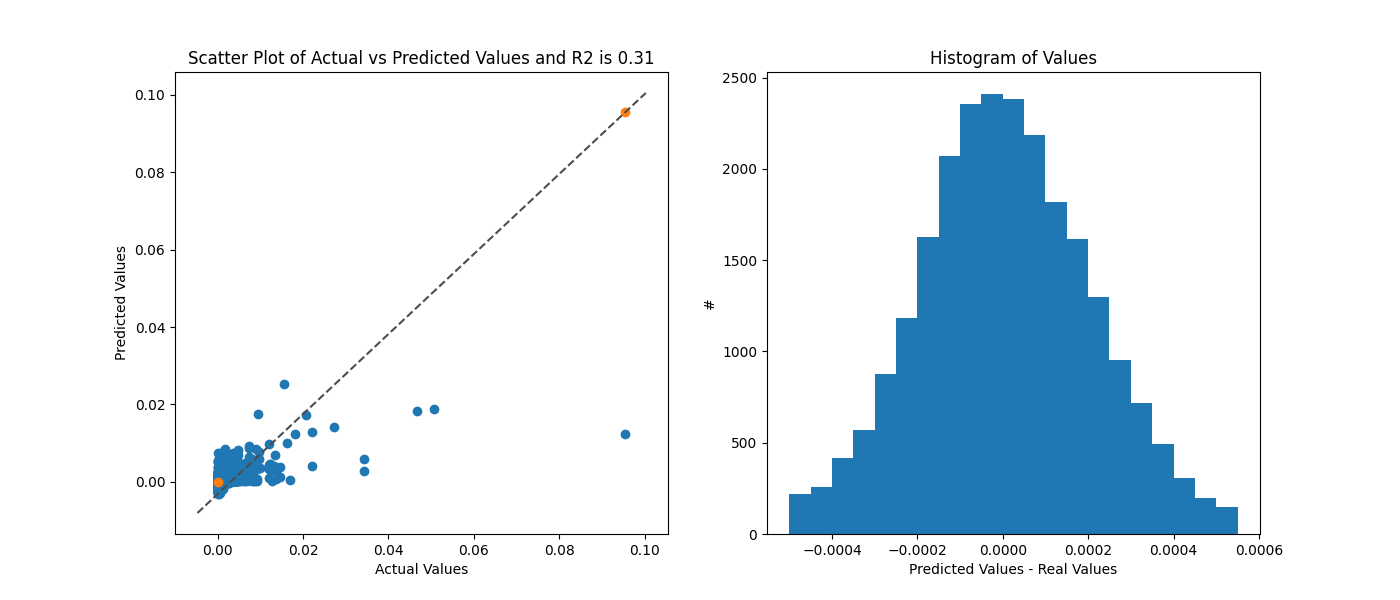 Scatter Plot of Actual vs Predicted Values and R2 is 0.31
0.10
0.08
0.06
0.04
0.02
0.00
Predicted Values
0.00 0.02 0.04 0.06 0.08 0.10
Actual Values
Histogram of Values
2500
2000
1500
1000
500
0
#
−0.0004 −0.0002 0.0000 0.0002 0.0004 0.0006
Predicted Values - Real Values